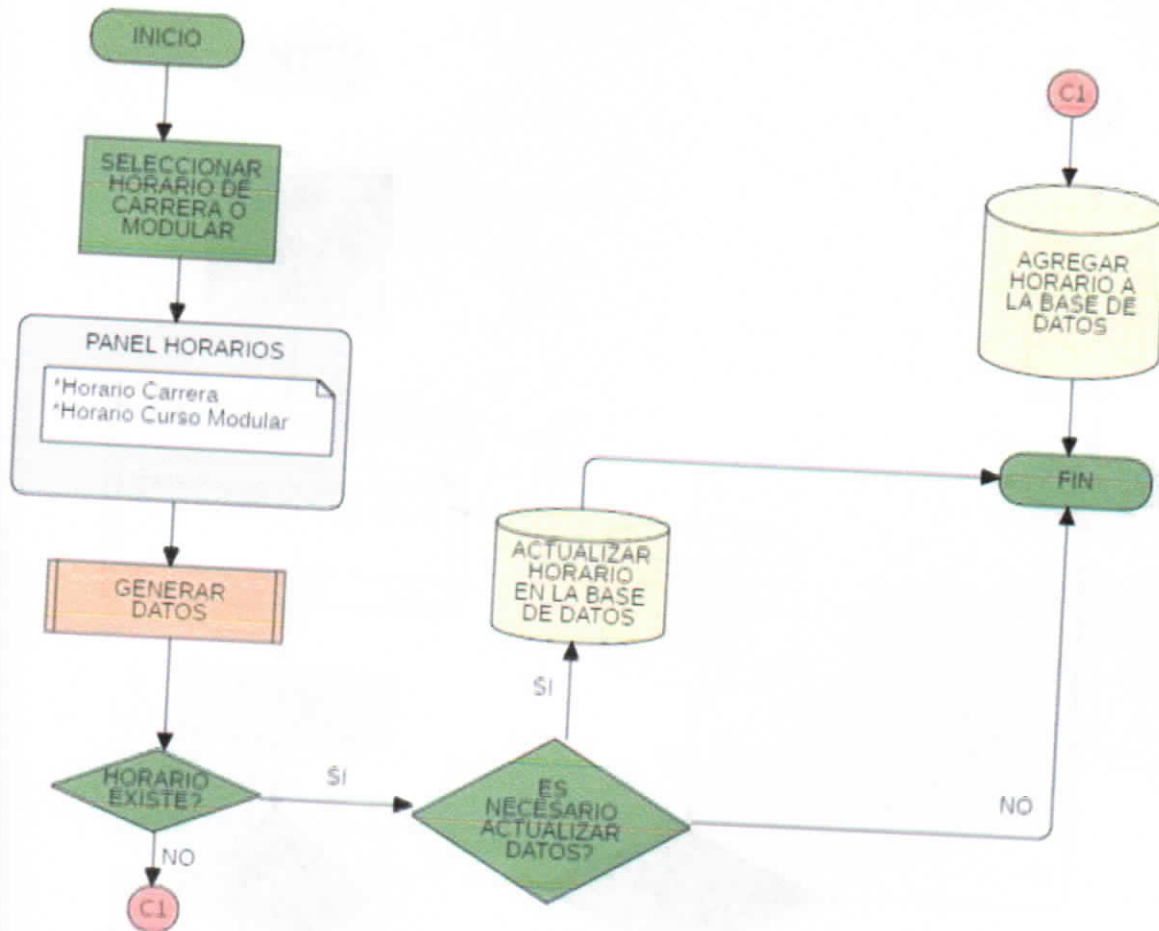 INICIO
SELECCIONAR
HORARIO DE
CARRERA O
MODULAR
PANEL HORARIOS
*Horario Carrera
*Horario Curso Modular
GENERAR
DATOS
HORARIO
EXISTE?
SI
NO
C1
ES
NECESARIO
ACTUALIZAR
DATOS?
SI
NO
ACTUALIZAR
HORARIO
EN LA BASE
DE DATOS
C1
AGREGAR
HORARIO A
LA BASE DE
DATOS
FIN